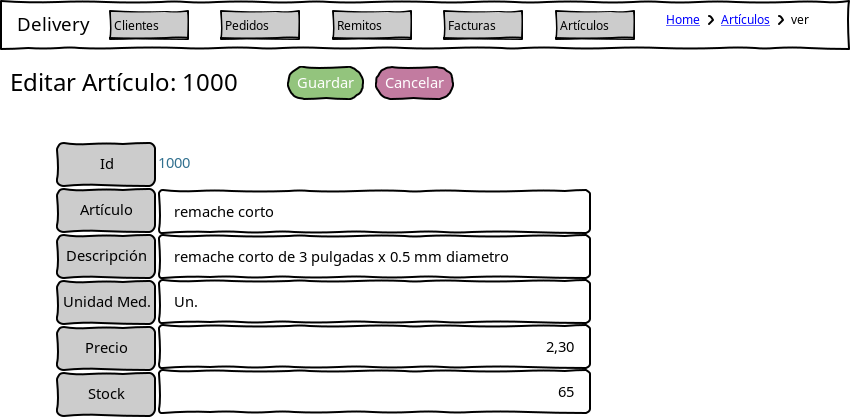 Delivery Clientes Pedidos Remitos Facturas Artículos Home Artículos ver
Editar Artículo: 1000 Guardar Cancelar
Id 1000
Artículo remache corto
Descripción remache corto de 3 pulgadas x 0.5 mm diametro
Unidad Med. Un.
Precio 2,30
Stock 65